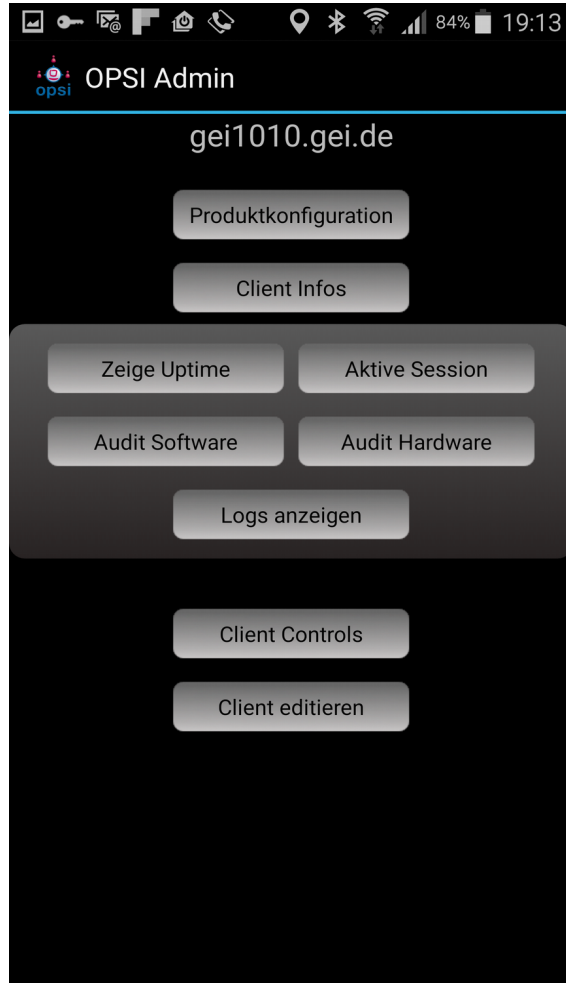 84% 19:13
opsi OPSI Admin
gei1010.gei.de
Produktkonfiguration
Client Infos
Zeige Uptime Aktive Session
Audit Software Audit Hardware
Logs anzeigen
Client Controls
Client editieren